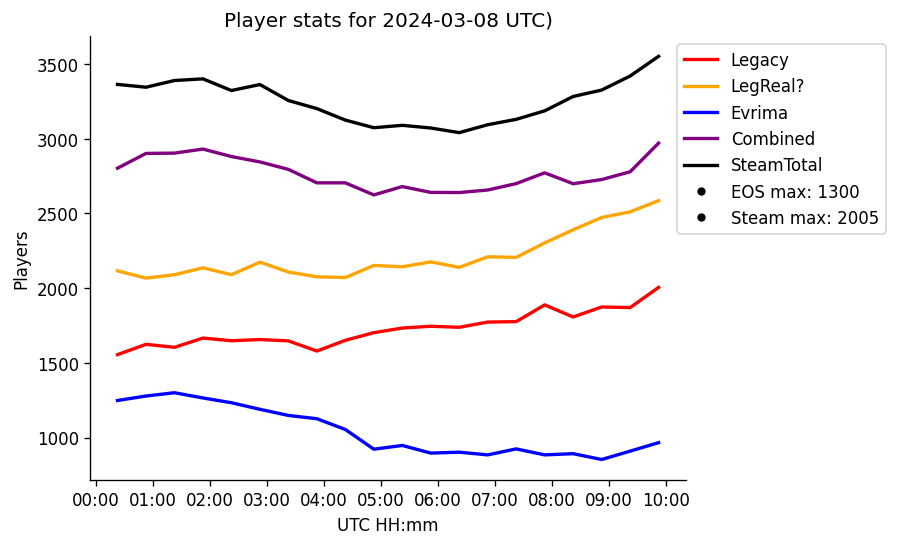 Player stats for 2024-03-08 UTC)
3500
3000
2500
2000
1500
1000
Players
00:00 01:00 02:00 03:00 04:00 05:00 06:00 07:00 08:00 09:00 10:00
UTC HH:mm
Legacy
LegReal?
Evrima
Combined
SteamTotal
EOS max: 1300
Steam max: 2005